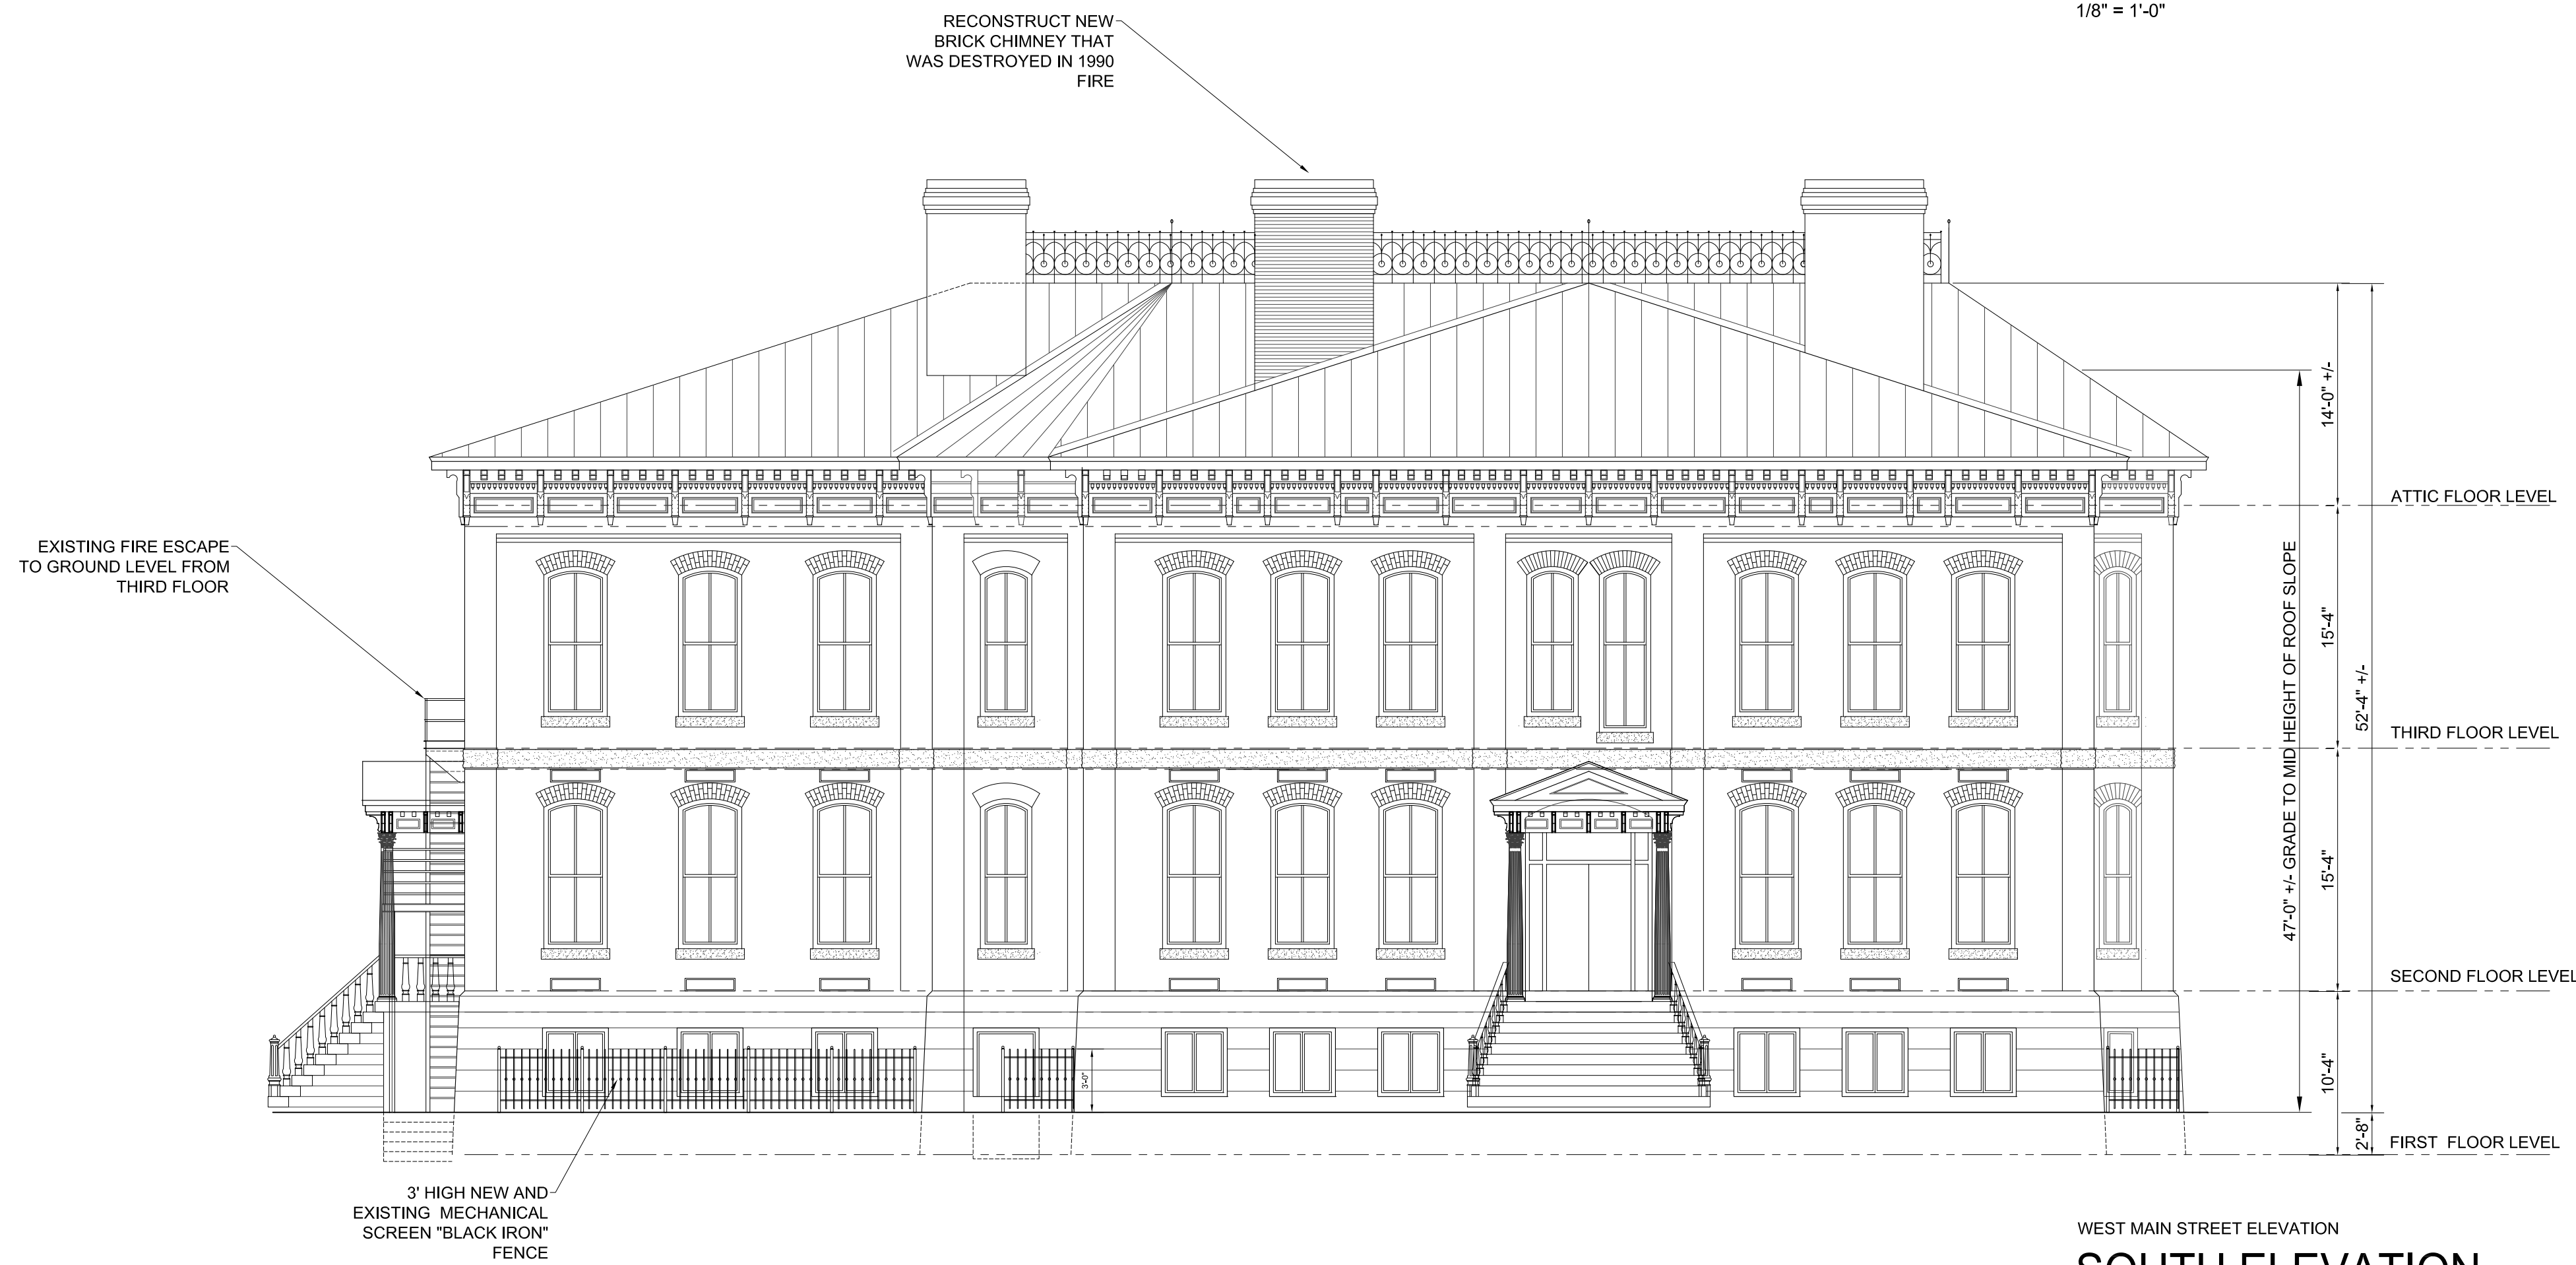 1/8" = 1'-0"
RECONSTRUCT NEW
BRICK CHIMNEY THAT
WAS DESTROYED IN 1990
FIRE
EXISTING FIRE ESCAPE
TO GROUND LEVEL FROM
THIRD FLOOR
14'-0" +/-
ATTIC FLOOR LEVEL
47'-0" +/- GRADE TO MID HEIGHT OF ROOF SLOPE
15'-4"
52'-4" +/-
THIRD FLOOR LEVEL
15'-4"
SECOND FLOOR LEVEL
3'-0"
10'-4"
2'-8"
FIRST FLOOR LEVEL
3' HIGH NEW AND
EXISTING MECHANICAL
SCREEN "BLACK IRON"
FENCE
WEST MAIN STREET ELEVATION
SOUTH ELEVATION